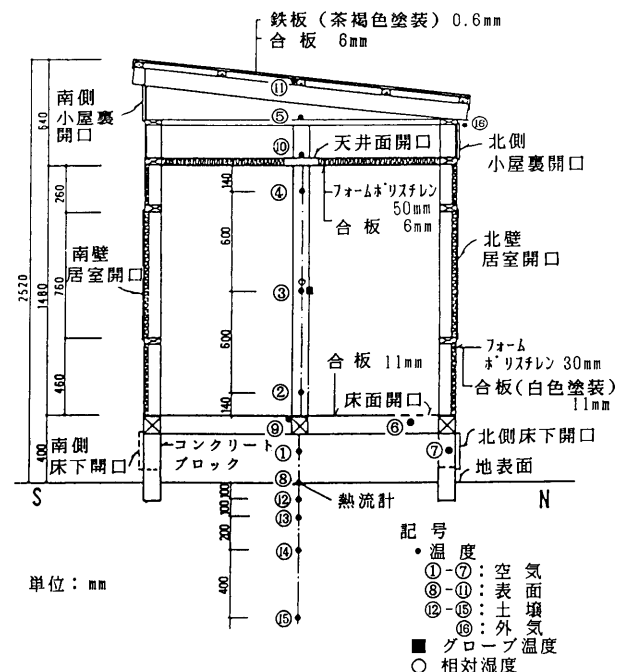 鉄板（茶褐色塗装）0.6mm
合板 6mm
南側
小屋裏
開口
⑪
⑤
⑯
640
⑩
天井面開口
北側
小屋裏開口
260
140
④
フォームポリスチレン
50mm
合板 6mm
600
南壁
居室開口
北壁
居室開口
2520
1480
760
③
600
フォーム
ポリスチレン 30mm
合板(白色塗装)
11mm
合板 11mm
460
②
床面開口
140
⑨
⑥
南側
床下開口
コンクリート
ブロック
北側床下開口
400
①
⑦
地表面
⑧
熱流計
S
N
100
⑫
100
⑬
200
⑭
400
⑮
単位：mm
記号
•温度
①-⑦：空気
⑧-⑪：表面
⑫-⑮：土壌
⑯：外気
■ グローブ温度
○ 相対湿度